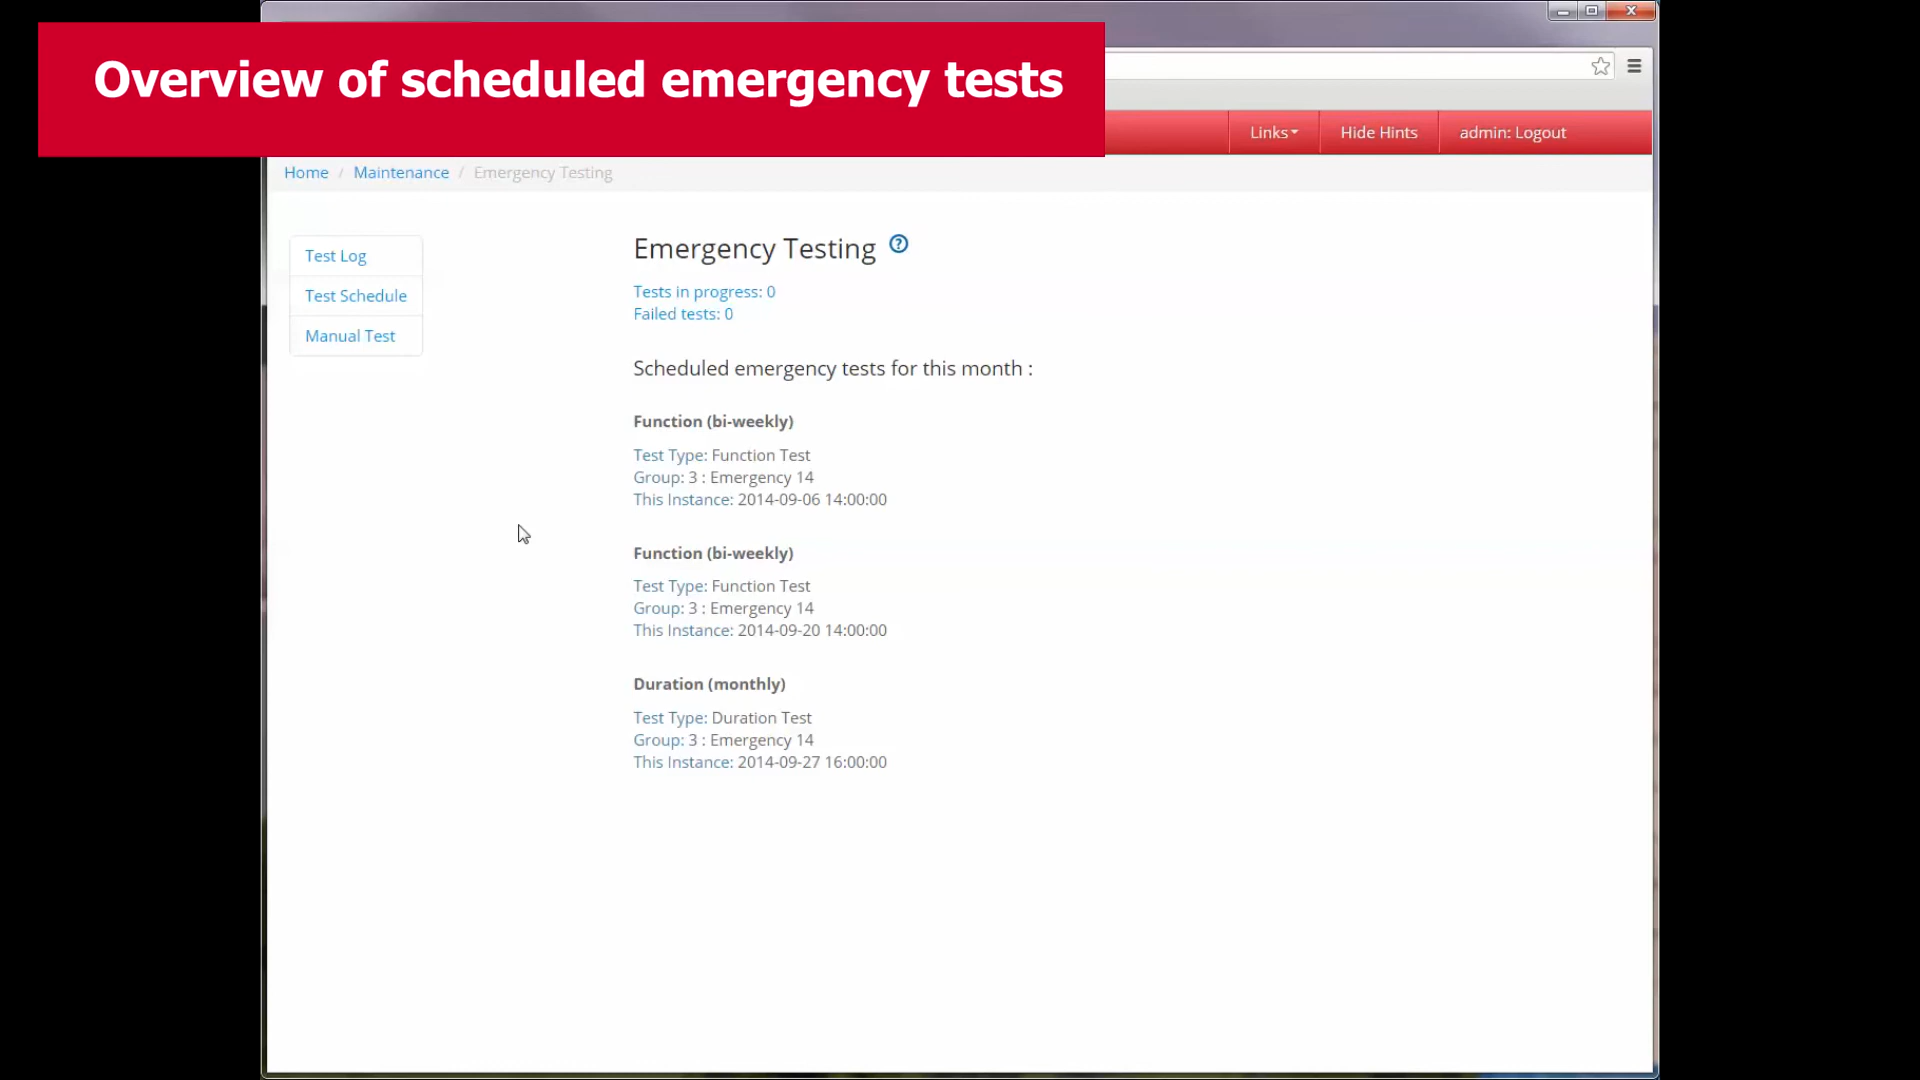 Overview of scheduled emergency tests
Links
Hide Hints
admin: Logout
Home / Maintenance / Emergency Testing
Test Log
Test Schedule
Manual Test
Emergency Testing
Tests in progress: 0
Failed tests: 0
Scheduled emergency tests for this month :
Function (bi-weekly)
Test Type: Function Test
Group: 3 : Emergency 14
This Instance: 2014-09-06 14:00:00
Function (bi-weekly)
Test Type: Function Test
Group: 3 : Emergency 14
This Instance: 2014-09-20 14:00:00
Duration (monthly)
Test Type: Duration Test
Group: 3 : Emergency 14
This Instance: 2014-09-27 16:00:00